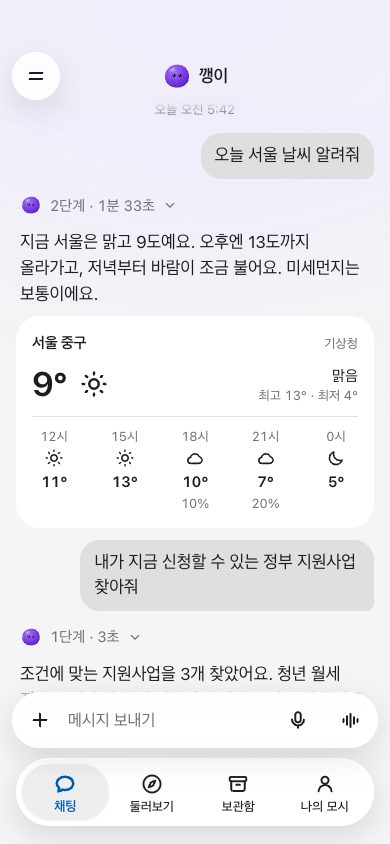 깽이
오늘 오전 5:42
오늘 서울 날씨 알려줘
2단계 · 1분 33초
지금 서울은 맑고 9도예요. 오후엔 13도까지
올라가고, 저녁부터 바람이 조금 불어요. 미세먼지는
보통이에요.
서울 중구 기상청
9° 맑음
최고 13° · 최저 4°
12시 15시 18시 21시 0시
11° 13° 10° 7° 5°
10% 20%
내가 지금 신청할 수 있는 정부 지원사업
찾아줘
1단계 · 3초
조건에 맞는 지원사업을 3개 찾았어요. 청년 월세
메시지 보내기
채팅 둘러보기 보관함 나의 모시